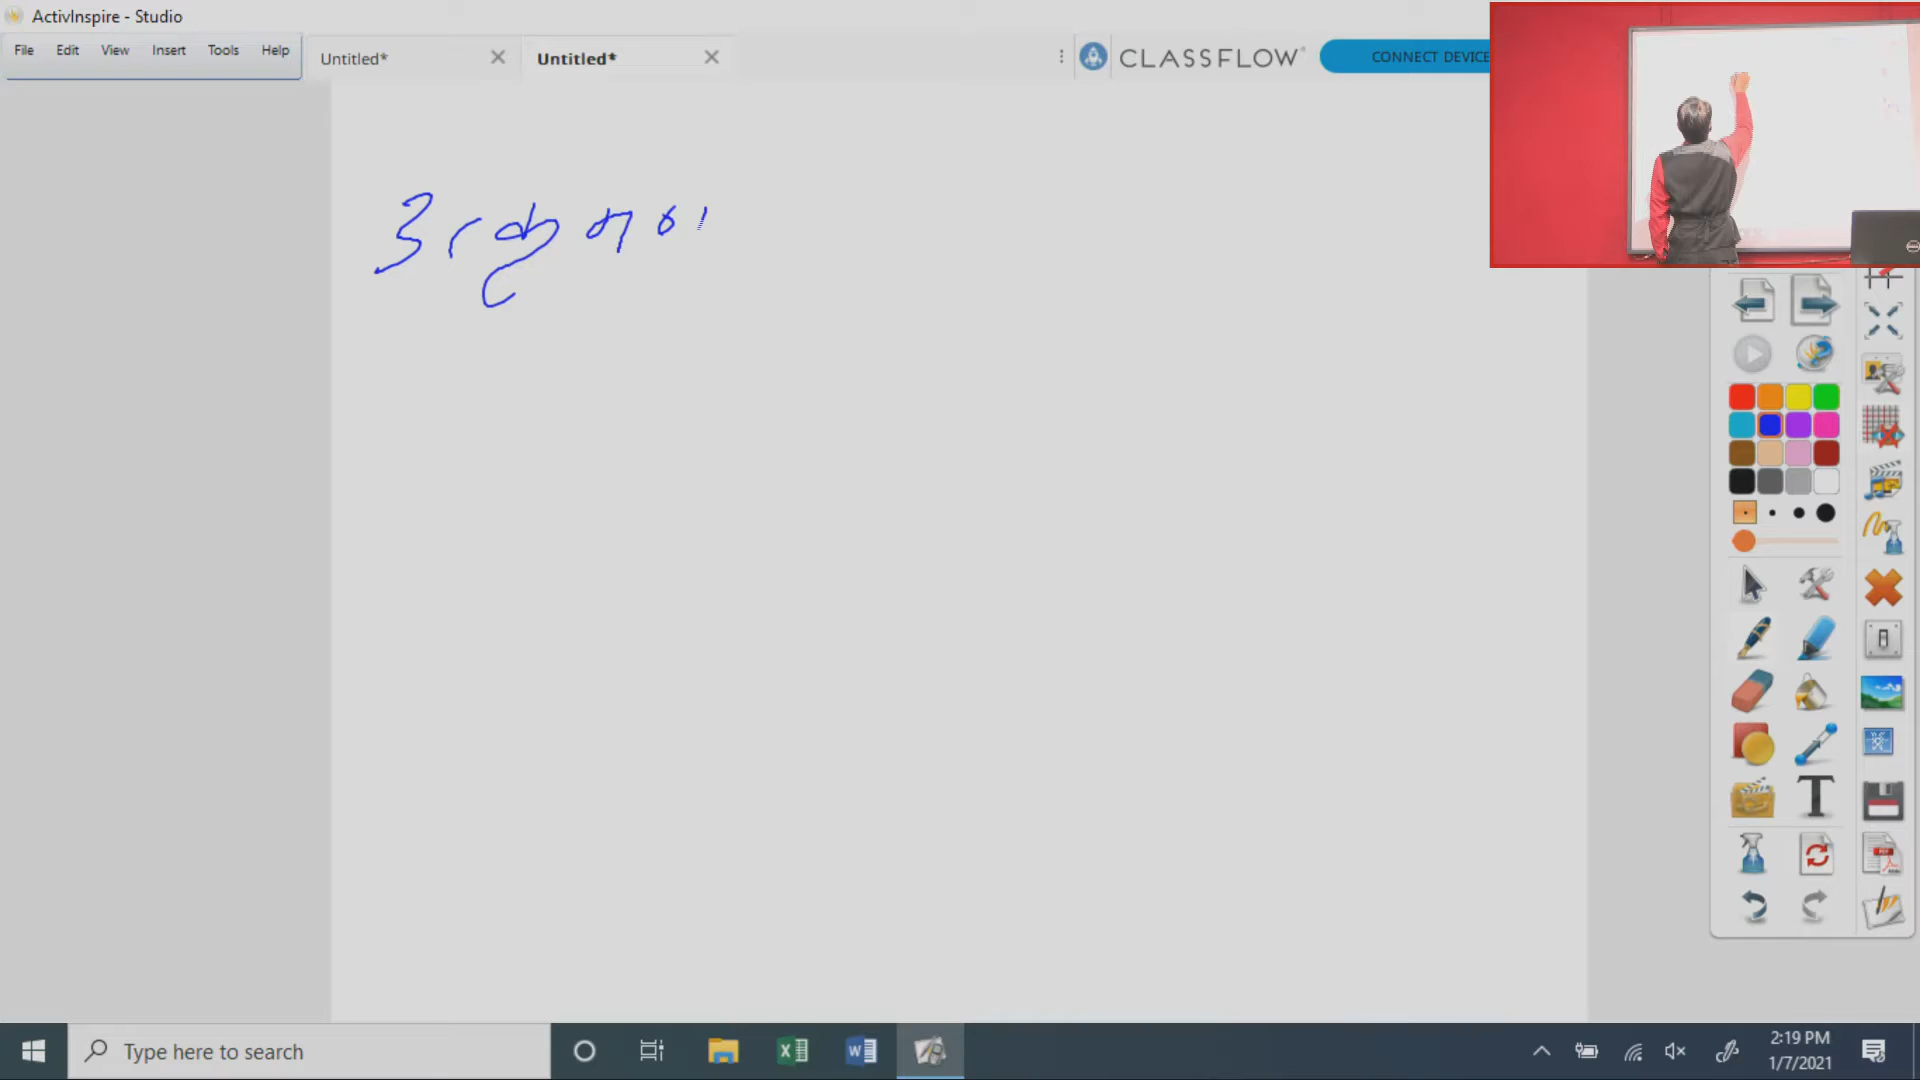 ActivInspire - Studio
File Edit View Insert Tools Help
Untitled* Untitled*
CLASSFLOW
CONNECT DEVICE
T
PDF
Type here to search
2:19 PM
1/7/2021